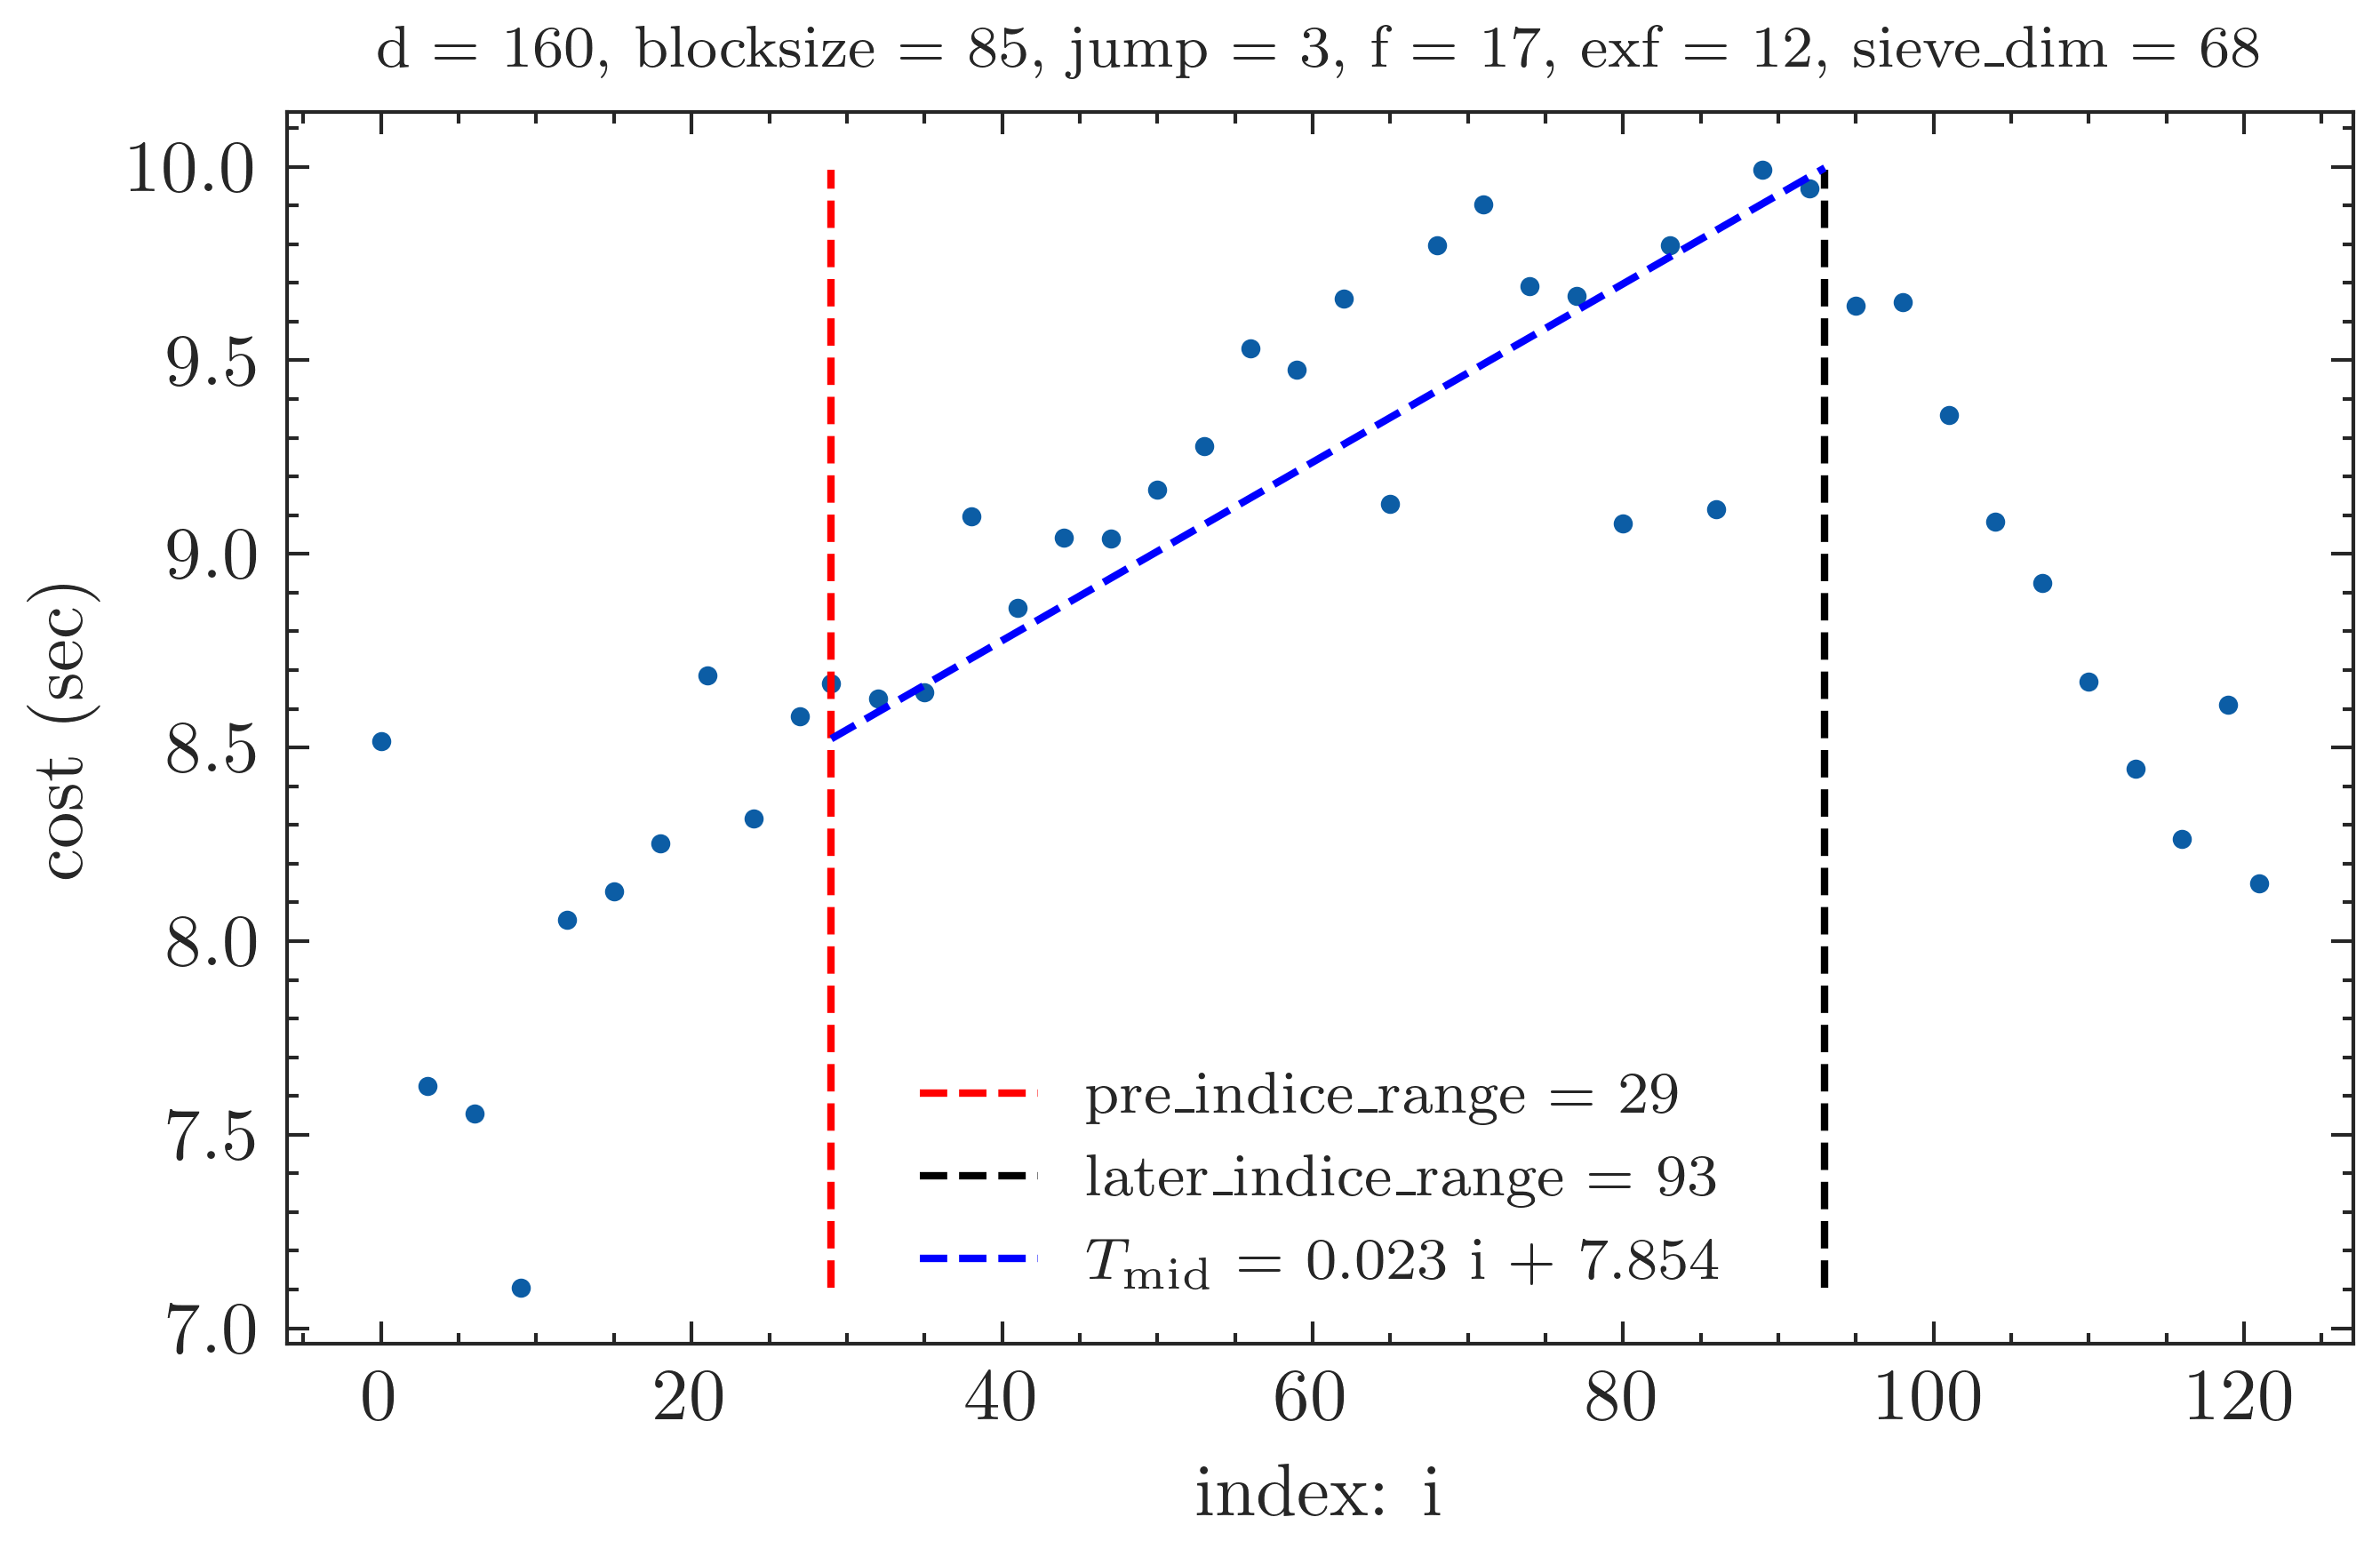 d = 160, blocksize = 85, jump = 3, f = 17, exf = 12, sieve_dim = 68
10.0
9.5
9.0
8.5
8.0
7.5
7.0
cost (sec)
pre_indice_range = 29
later_indice_range = 93
T_mid = 0.023 i + 7.854
0 20 40 60 80 100 120
index: i